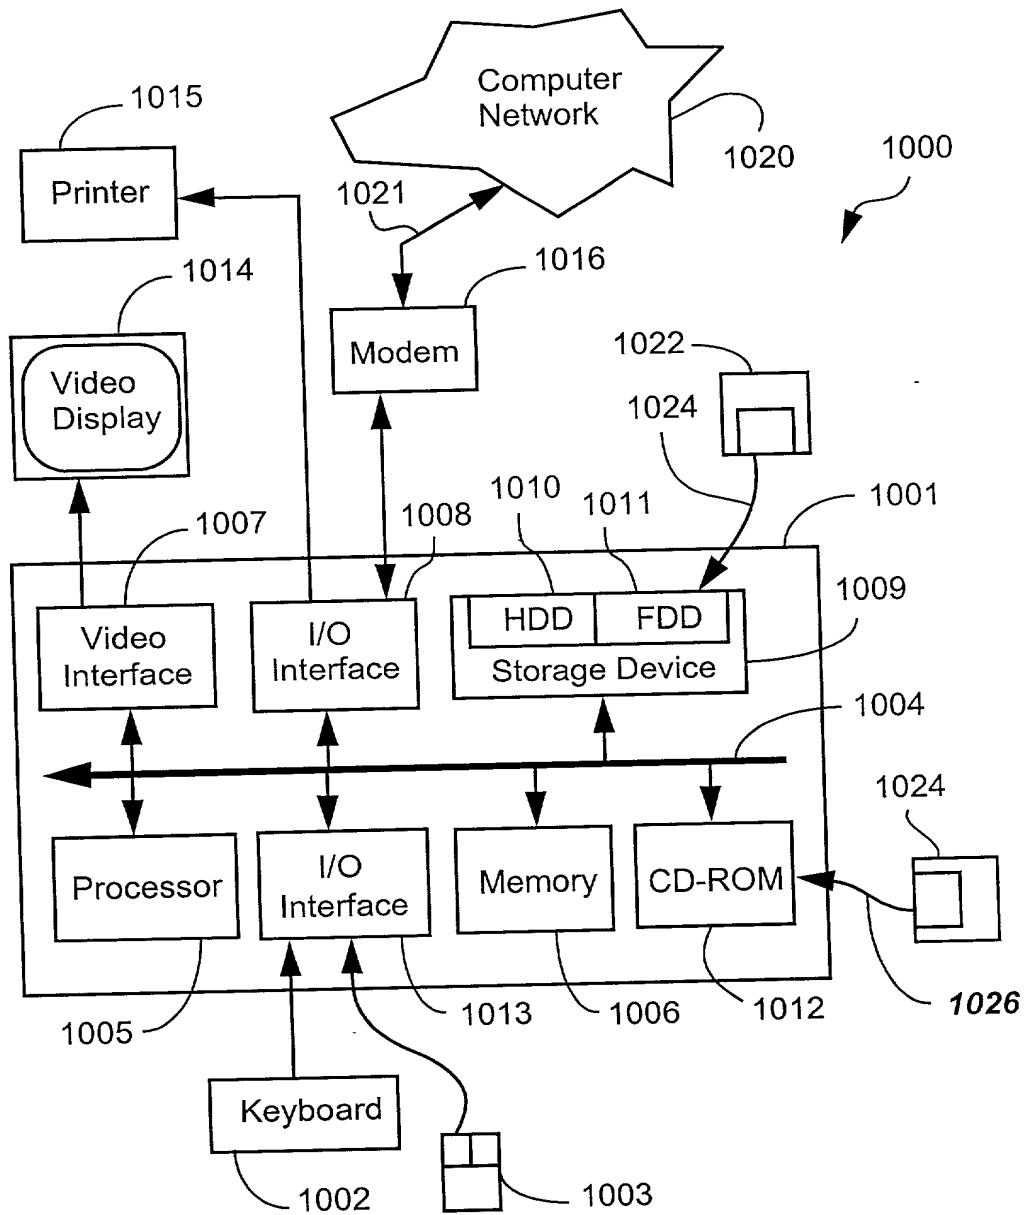 Computer
Network
1015
1020
1000
Printer
1021
1016
1014
Modem
1022
Video
Display
1024
1010
1011
1001
1007
1008
1009
HDD
FDD
Video
Interface
I/O
Interface
Storage Device
1004
1024
Processor
I/O
Interface
Memory
CD-ROM
1005
1013
1006
1012
1026
Keyboard
1002
1003